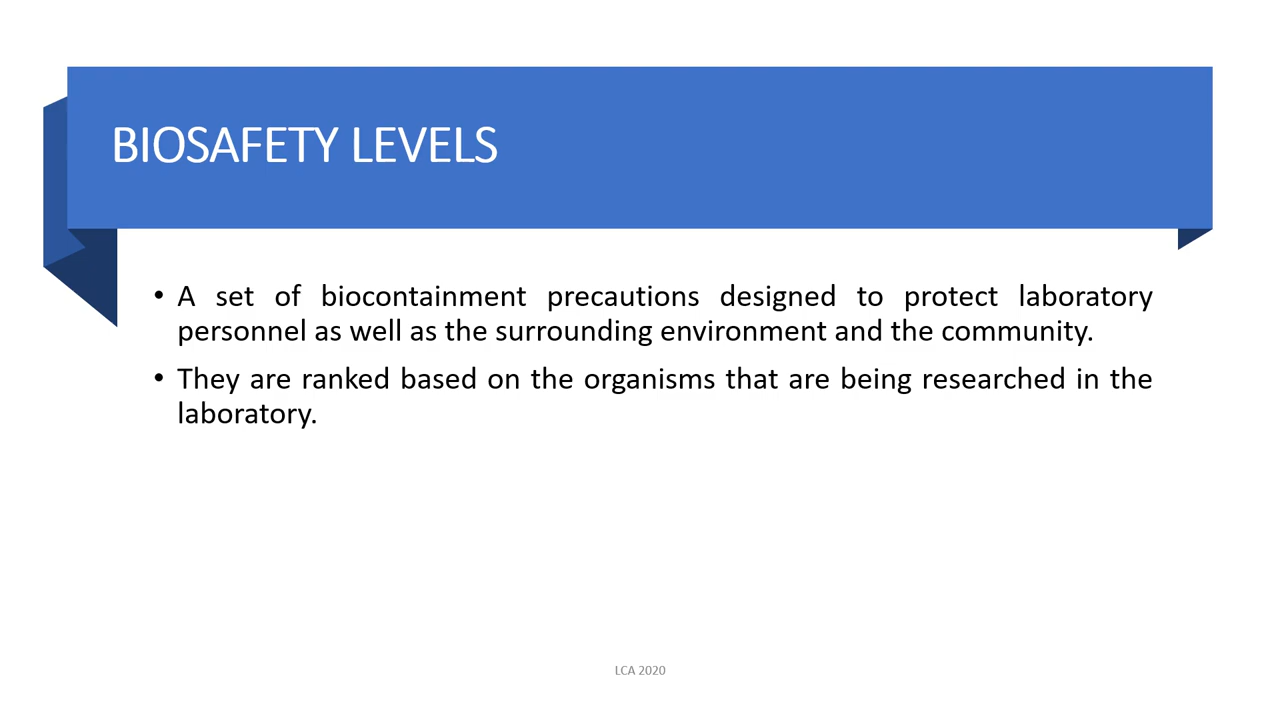 BIOSAFETY LEVELS
• A set of biocontainment precautions designed to protect laboratory
personnel as well as the surrounding environment and the community.
• They are ranked based on the organisms that are being researched in the
laboratory.
LCA 2020